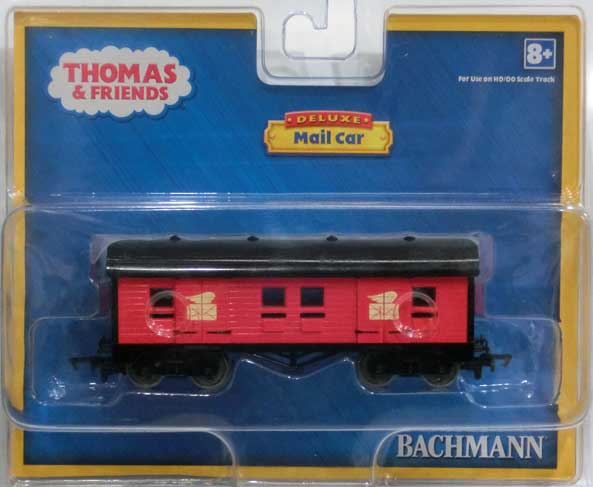 THOMAS
& FRIENDS
8+
For Use on HO/OO Scale Track
DELUXE
Mail Car
BACHMANN